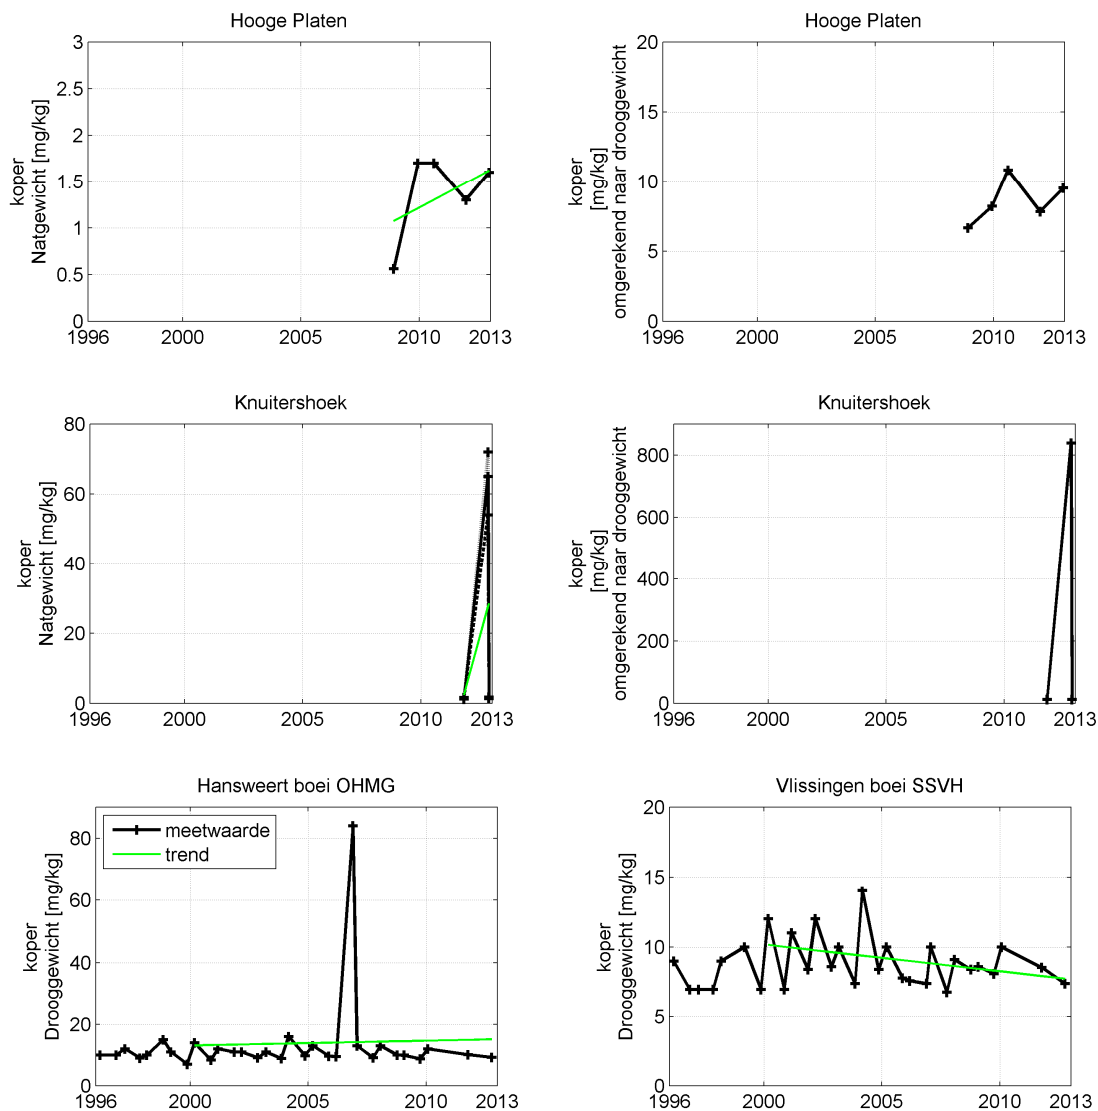 Hooge Platen
koper
Natgewicht [mg/kg]
3
2.5
2
1.5
1
0.5
0
1996 2000 2005 2010 2013
Hooge Platen
koper
[mg/kg]
omgerekend naar drooggewicht
20
15
10
5
0
1996 2000 2005 2010 2013
Knuitershoek
koper
Natgewicht [mg/kg]
80
60
40
20
0
1996 2000 2005 2010 2013
Knuitershoek
koper
[mg/kg]
omgerekend naar drooggewicht
800
600
400
200
0
1996 2000 2005 2010 2013
Hansweert boei OHMG
koper
Drooggewicht [mg/kg]
meetwaarde
trend
80
60
40
20
0
1996 2000 2005 2010 2013
Vlissingen boei SSVH
koper
Drooggewicht [mg/kg]
20
15
10
5
0
1996 2000 2005 2010 2013